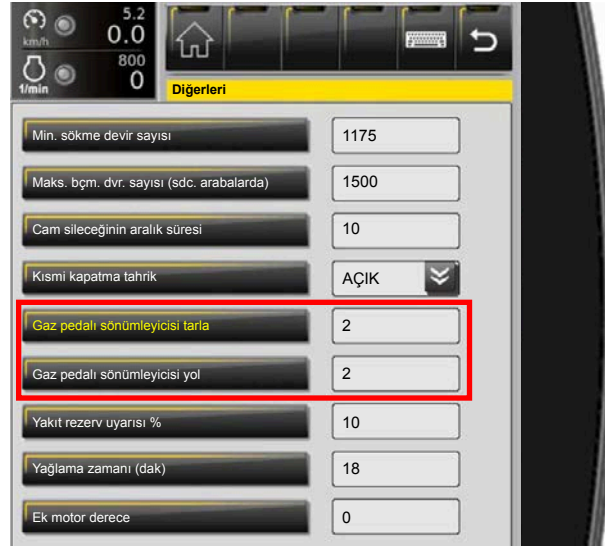 5.2
km/h 0.0
800
1/min 0
Diğerleri
Min. sökme devir sayısı 1175
Maks. bçm. dvr. sayısı (sdc. arabalarda) 1500
Cam sileceğinin aralık süresi 10
Kısmi kapatma tahrik AÇIK
Gaz pedalı sönümleyicisi tarla 2
Gaz pedalı sönümleyicisi yol 2
Yakıt rezerv uyarısı % 10
Yağlama zamanı (dak) 18
Ek motor derece 0